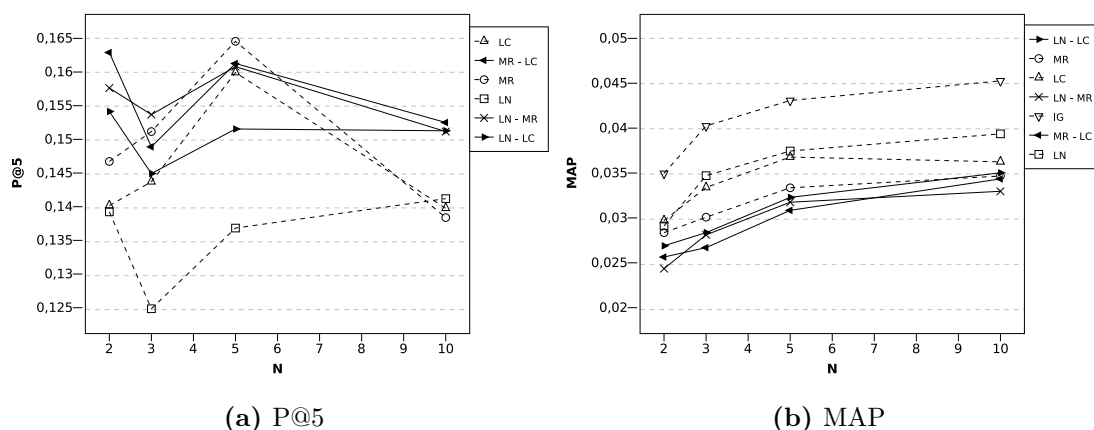 0,165
0,16
0,155
0,15
0,145
0,14
0,135
0,13
0,125
P@5
2 3 4 5 6 7 8 9 10
N
LC
MR - LC
MR
LN
LN - MR
LN - LC
(a) P@5
0,05
0,045
0,04
0,035
0,03
0,025
0,02
MAP
2 3 4 5 6 7 8 9 10
N
LN - LC
MR
LC
LN - MR
IG
MR - LC
LN
(b) MAP